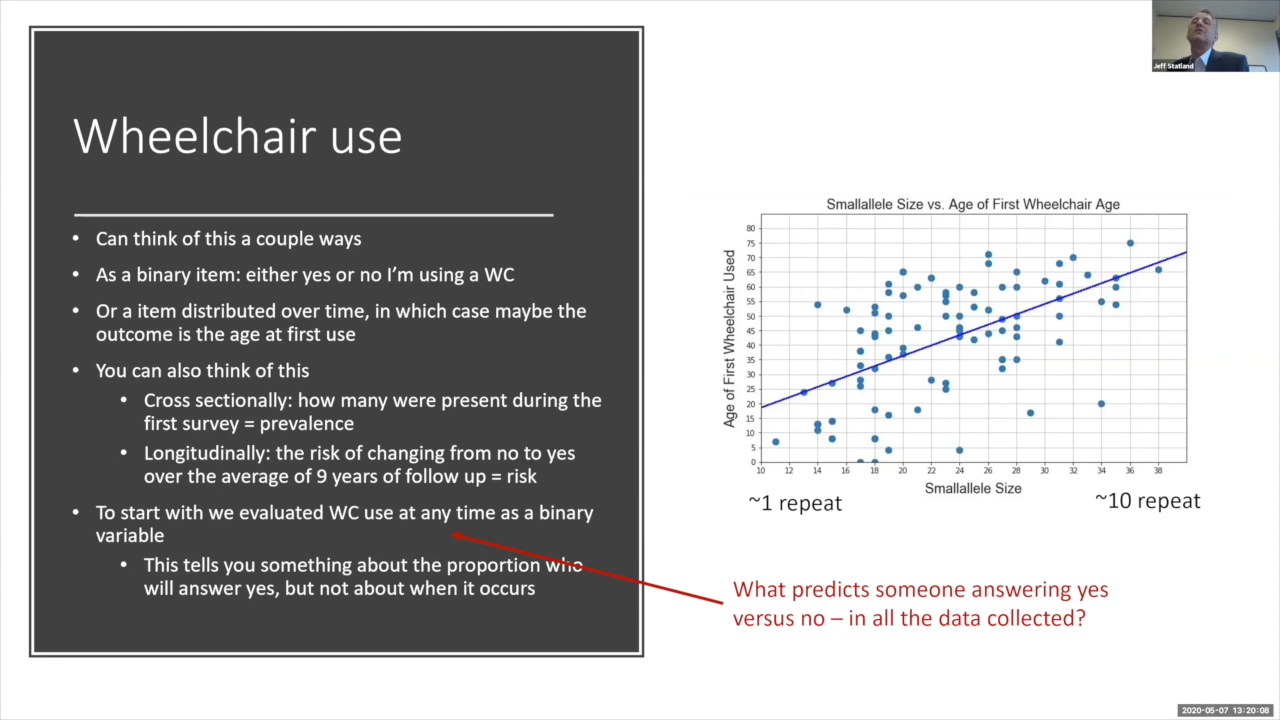 Jeff Statland
Wheelchair use
• Can think of this a couple ways
• As a binary item: either yes or no I'm using a WC
• Or a item distributed over time, in which case maybe the
outcome is the age at first use
• You can also think of this
• Cross sectionally: how many were present during the
first survey = prevalence
• Longitudinally: the risk of changing from no to yes
over the average of 9 years of follow up = risk
• To start with we evaluated WC use at any time as a binary
variable
• This tells you something about the proportion who
will answer yes, but not about when it occurs
Smallallele Size vs. Age of First Wheelchair Age
Age of First Wheelchair Used
80
75
70
65
60
55
50
45
40
35
30
25
20
15
10
5
0
10 12 14 16 18 20 22 24 26 28 30 32 34 36 38
Smallallele Size
~1 repeat
~10 repeat
What predicts someone answering yes
versus no – in all the data collected?
2020-05-07 13:20:08